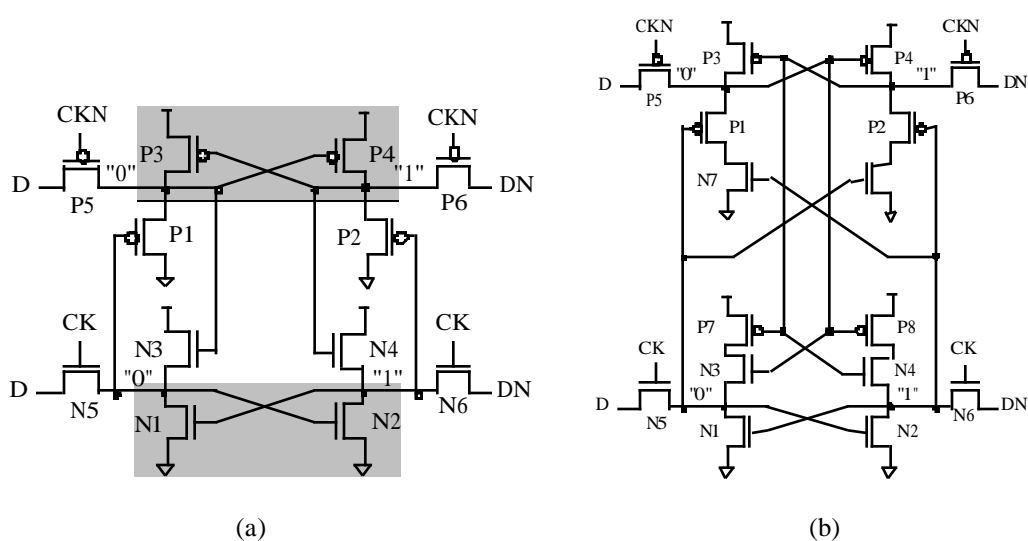 CKN
CKN
P3
P4
D
"0"
"1"
DN
P5
P6
P1
P2
CK
CK
N3
N4
D
"0"
"1"
DN
N5
N6
N1
N2
(a)
CKN
CKN
P3
P4
D
"0"
"1"
DN
P5
P6
P1
P2
N7
P7
P8
CK
CK
N3
N4
D
"0"
"1"
DN
N5
N6
N1
N2
(b)